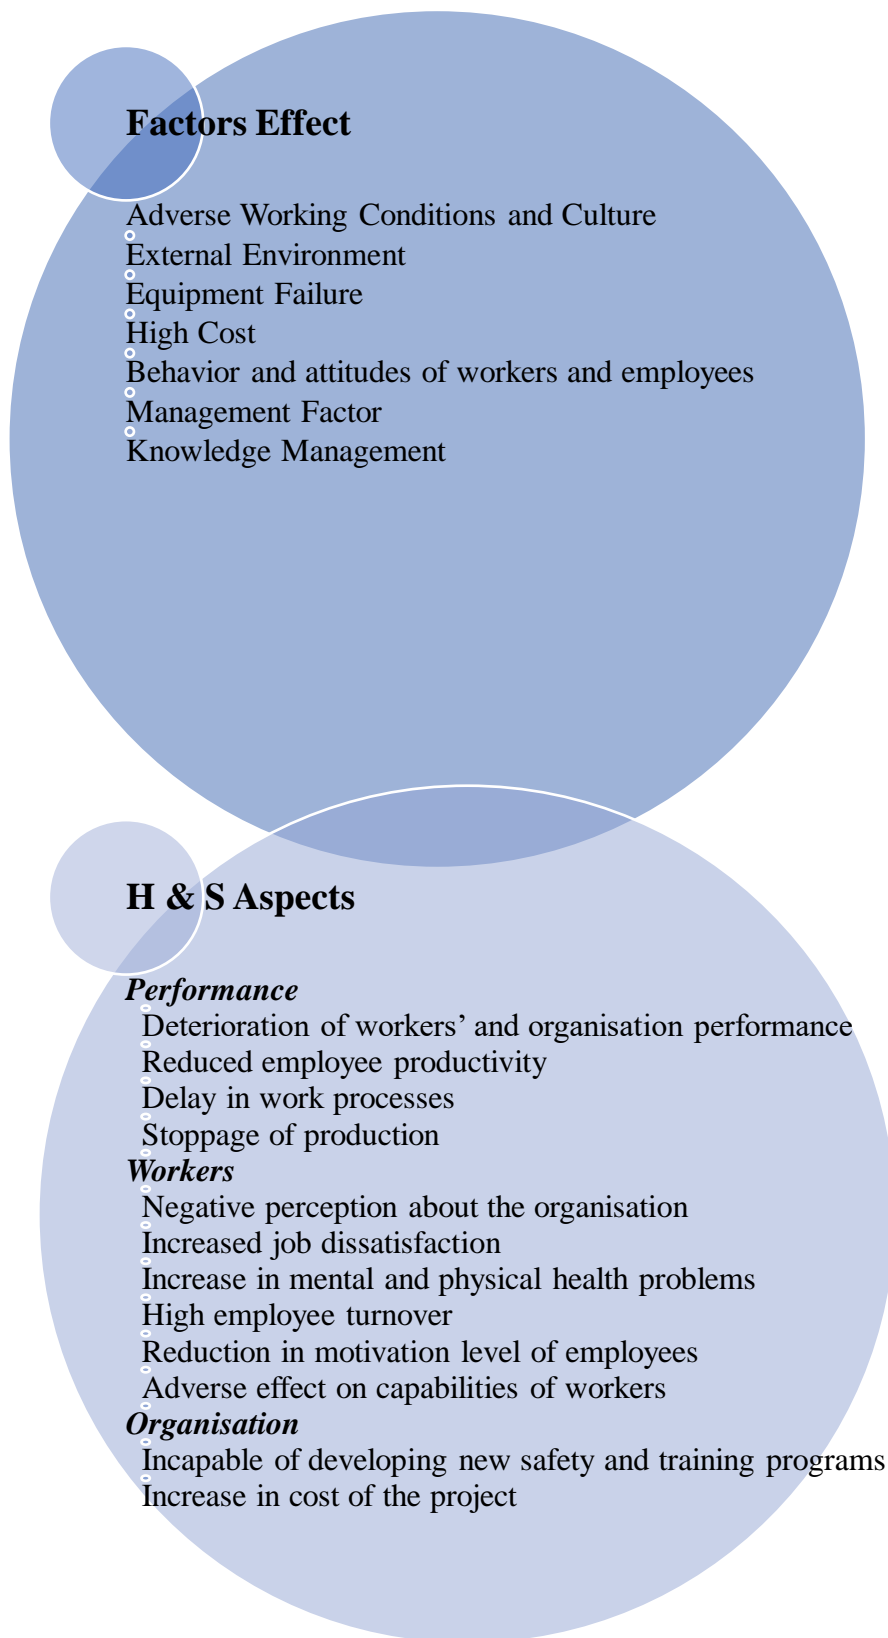 Factors Effect
Adverse Working Conditions and Culture
External Environment
Equipment Failure
High Cost
Behavior and attitudes of workers and employees
Management Factor
Knowledge Management
H & S Aspects
Performance
Deterioration of workers’ and organisation performance
Reduced employee productivity
Delay in work processes
Stoppage of production
Workers
Negative perception about the organisation
Increased job dissatisfaction
Increase in mental and physical health problems
High employee turnover
Reduction in motivation level of employees
Adverse effect on capabilities of workers
Organisation
Incapable of developing new safety and training programs
Increase in cost of the project